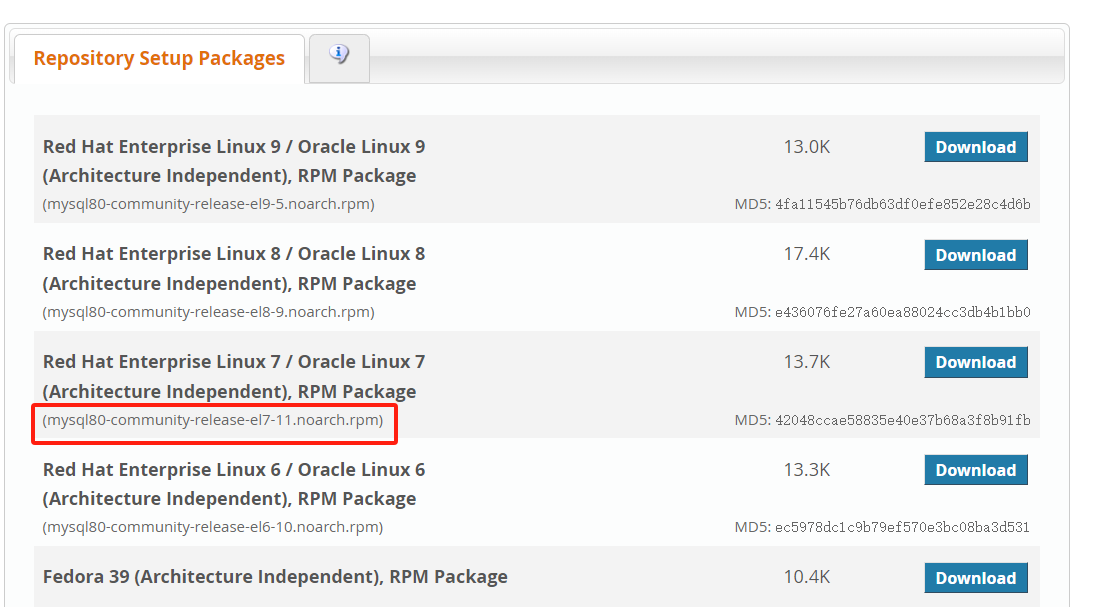 Repository Setup Packages
Red Hat Enterprise Linux 9 / Oracle Linux 9 13.0K Download
(Architecture Independent), RPM Package
(mysql80-community-release-el9-5.noarch.rpm) MD5: 4fa11545b76db63df0efe852e28c4d6b
Red Hat Enterprise Linux 8 / Oracle Linux 8 17.4K Download
(Architecture Independent), RPM Package
(mysql80-community-release-el8-9.noarch.rpm) MD5: e436076fe27a60ea88024cc3db4b1bb0
Red Hat Enterprise Linux 7 / Oracle Linux 7 13.7K Download
(Architecture Independent), RPM Package
(mysql80-community-release-el7-11.noarch.rpm) MD5: 42048ccae58835e40e37b68a3f8b91fb
Red Hat Enterprise Linux 6 / Oracle Linux 6 13.3K Download
(Architecture Independent), RPM Package
(mysql80-community-release-el6-10.noarch.rpm) MD5: ec5978dc1c9b79ef570e3bc08ba3d531
Fedora 39 (Architecture Independent), RPM Package 10.4K Download